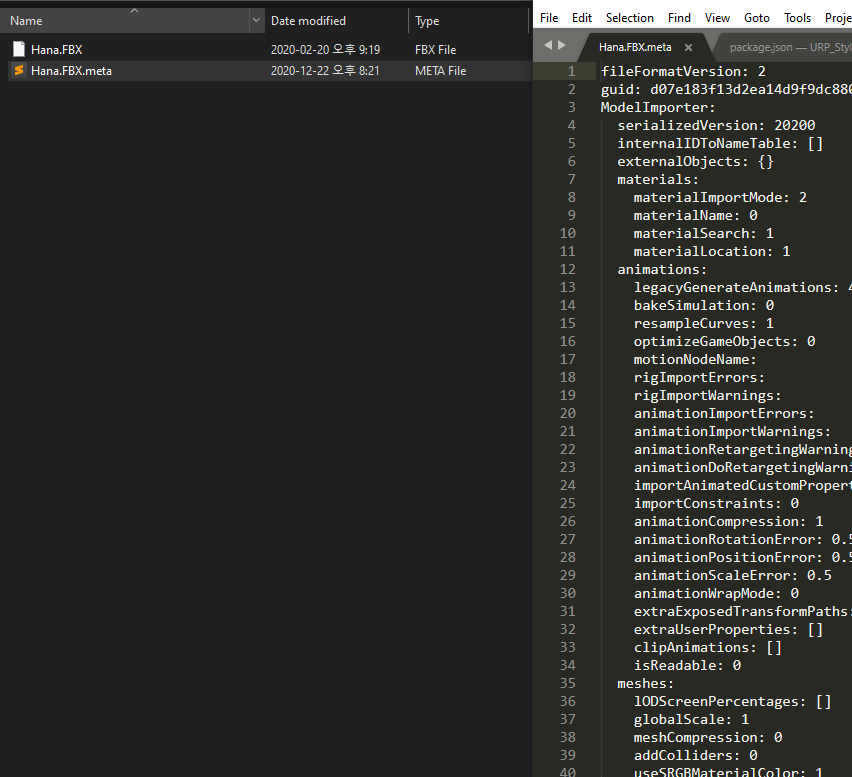 Name Date modified Type
Hana.FBX 2020-02-20 오후 9:19 FBX File
Hana.FBX.meta 2020-12-22 오후 8:21 META File
File Edit Selection Find View Goto Tools Proje
Hana.FBX.meta × package.json — URP_Styl
1 fileFormatVersion: 2
2 guid: d07e183f13d2ea14d9f9dc880
3 ModelImporter:
4 serializedVersion: 20200
5 internalIDToNameTable: []
6 externalObjects: {}
7 materials:
8 materialImportMode: 2
9 materialName: 0
10 materialSearch: 1
11 materialLocation: 1
12 animations:
13 legacyGenerateAnimations: 4
14 bakeSimulation: 0
15 resampleCurves: 1
16 optimizeGameObjects: 0
17 motionNodeName:
18 rigImportErrors:
19 rigImportWarnings:
20 animationImportErrors:
21 animationImportWarnings:
22 animationRetargetingWarning
23 animationDoRetargetingWarni
24 importAnimatedCustomPropert
25 importConstraints: 0
26 animationCompression: 1
27 animationRotationError: 0.5
28 animationPositionError: 0.5
29 animationScaleError: 0.5
30 animationWrapMode: 0
31 extraExposedTransformPaths:
32 extraUserProperties: []
33 clipAnimations: []
34 isReadable: 0
35 meshes:
36 lODScreenPercentages: []
37 globalScale: 1
38 meshCompression: 0
39 addColliders: 0
40 useSRGBMaterialColor: 1